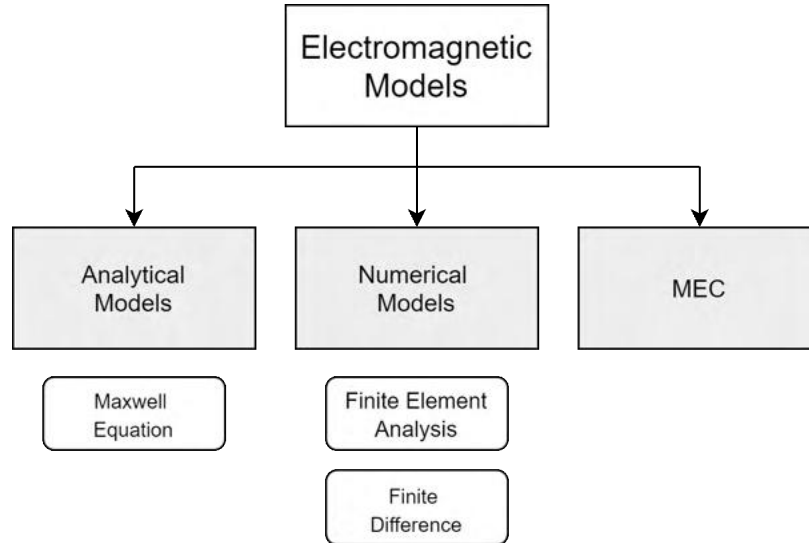 Electromagnetic
Models
Analytical
Models
Numerical
Models
MEC
Maxwell
Equation
Finite Element
Analysis
Finite
Difference